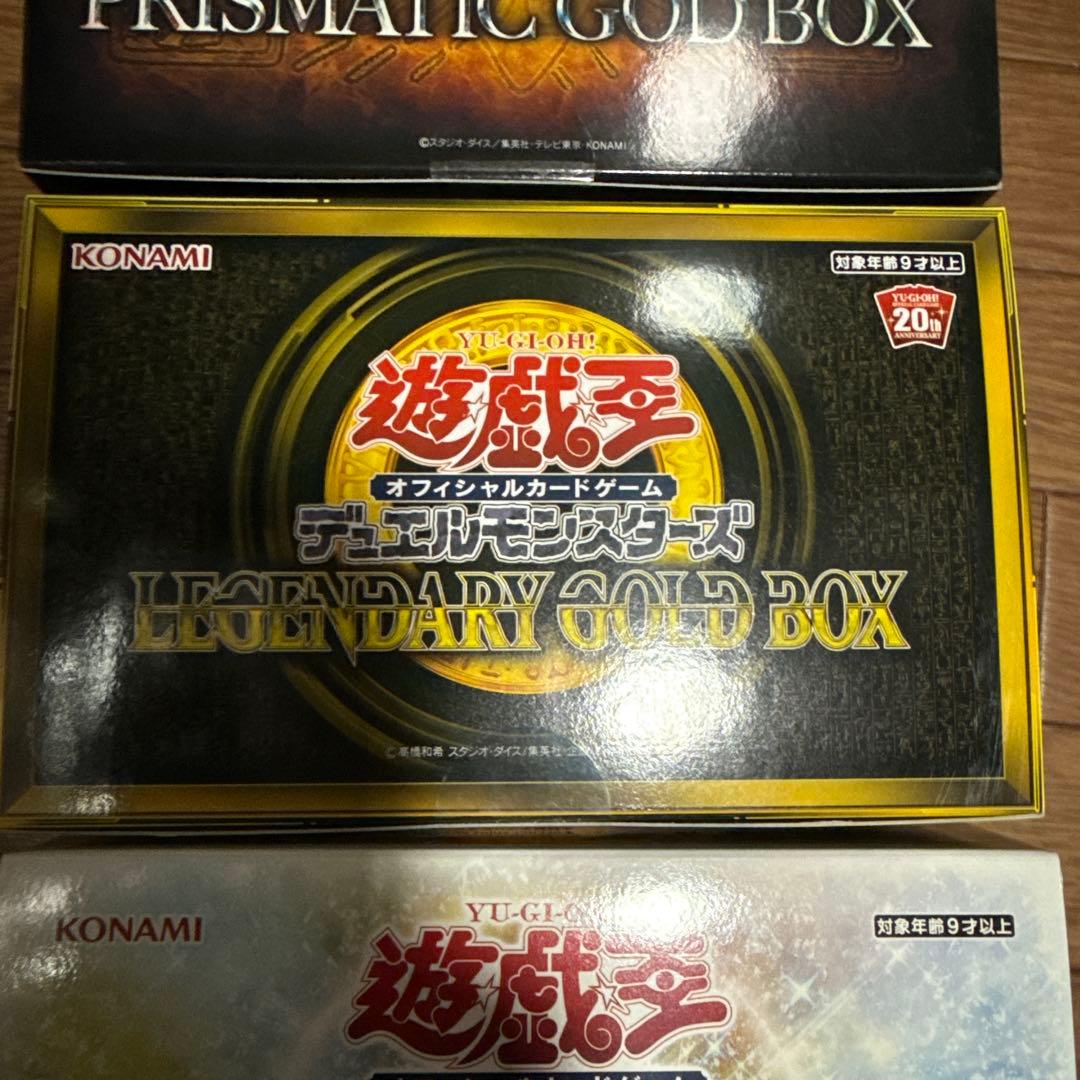 PRISMATIC GOD BOX
©スタジオ・ダイス／集英社・テレビ東京・KONAMI
KONAMI
対象年齢9才以上
YU-GI-OH!
20th
ANNIVERSARY
YU-GI-OH!
遊戯王
オフィシャルカードゲーム
デュエルモンスターズ
LEGENDARY GOLD BOX
©高橋和希 スタジオ・ダイス/集英社
KONAMI
対象年齢9才以上
YU-GI-O
遊戯王